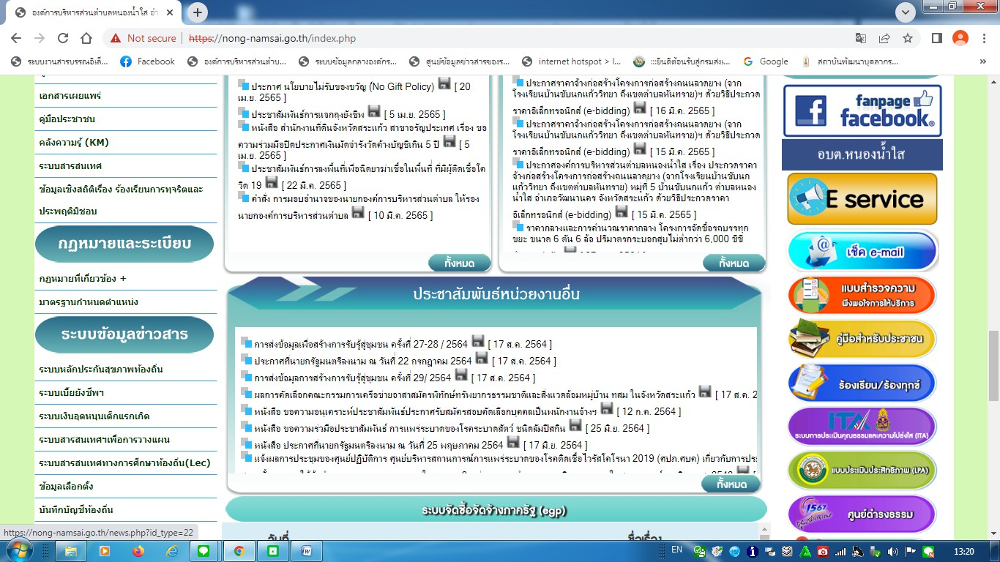 องค์การบริหารส่วนตำบลหนองน้ำใส อำ
Not secure | https://nong-namsai.go.th/index.php
ระบบงานสารบรรณอิเล็...
Facebook
องค์การบริหารส่วนตำบ...
ระบบข้อมูลกลางองค์กร...
ศูนย์ข้อมูลข่าวสารของร...
internet hotspot > l...
:::ยินดีต้อนรับสู่กรมส่งเ...
Google
สถาบันพัฒนาบุคลากร...
»
เอกสารเผยแพร่
คู่มือประชาชน
คลังความรู้ (KM)
ระบบสารสนเทศ
ข้อมูลเชิงสถิติเรื่อง ร้องเรียนการทุจริตและ
ประพฤติมิชอบ
กฎหมายและระเบียบ
กฎหมายที่เกี่ยวข้อง +
มาตรฐานกำหนดตำแหน่ง
ระบบข้อมูลข่าวสาร
ระบบหลักประกันสุขภาพท้องถิ่น
ระบบเบี้ยยังชีพฯ
ระบบเงินอุดหนุนเด็กแรกเกิด
ระบบสารสนเทศฯเพื่อการวางแผน
ระบบสารสนเทศทางการศึกษาท้องถิ่น(Lec)
ข้อมูลเลือกตั้ง
บันทึกบัญชีท้องถิ่น
ประกาศ นโยบายไม่รับของขวัญ (No Gift Policy) [ 20
เม.ย. 2565 ]
ประชาสัมพันธ์การแจกถุงยังชีพ [ 5 เม.ย. 2565 ]
หนังสือ สำนักงานที่ดินจังหวัดสระแก้ว สาขาอรัญประเทศ เรื่อง ขอ
ความร่วมมือปิดประกาศเงินมัดจำรังวัดค้างบัญชีเกิน 5 ปี [ 5
เม.ย. 2565 ]
ประชาสัมพันธ์การลงพื้นที่เพื่อฉีดยาฆ่าเชื้อในพื้นที่ ที่มีผู้ติดเชื้อโค
วิด 19 [ 22 มี.ค. 2565 ]
คำสั่ง การมอบอำนาจของนายกองค์การบริหารส่วนตำบล ให้รอง
นายกองค์การบริหารส่วนตำบล [ 10 มี.ค. 2565 ]
ทั้งหมด
ประกาศราคาจ้างก่อสร้างโครงการก่อสร้างถนนลาดยาง (จาก
โรงเรียนบ้านซับนกแก้ววิทยา ถึงเขตตำบลหันทราย)ฯ ด้วยวิธีประกวด
ราคาอิเล็กทรอนิกส์ (e-bidding) [ 16 มี.ค. 2565 ]
ประกาศราคาจ้างก่อสร้างโครงการก่อสร้างถนนลาดยาง (จาก
โรงเรียนบ้านซับนกแก้ววิทยา ถึงเขตตำบลหันทราย)ฯ ด้วยวิธีประกวด
ราคาอิเล็กทรอนิกส์ (e-bidding) [ 15 มี.ค. 2565 ]
ประกาศองค์การบริหารส่วนตำบลหนองน้ำใส เรื่อง ประกวดราคา
จ้างก่อสร้างโครงการก่อสร้างถนนลาดยาง (จากโรงเรียนบ้านซับนก
แก้ววิทยา ถึงเขตตำบลหันทราย) หมู่ที่ 5 บ้านซับนกแก้ว ตำบลหนอง
น้ำใส อำเภอวัฒนานคร จังหวัดสระแก้ว ด้วยวิธีประกวดราคา
อิเล็กทรอนิกส์ (e-bidding) [ 15 มี.ค. 2565 ]
ราคากลางและการคำนวณราคากลาง โครงการจัดซื้อรถบรรทุก
ขยะ ขนาด 6 ตัน 6 ล้อ ปริมาตรกระบอกสูบไม่ต่ำกว่า 6,000 ซีซี
ทั้งหมด
ประชาสัมพันธ์หน่วยงานอื่น
การส่งข้อมูลเพื่อสร้างการรับรู้สู่ชุมชน ครั้งที่ 27-28 / 2564 [ 17 ส.ค. 2564 ]
ประกาศที่นายกรัฐมนตรีลงนาม ณ วันที่ 22 กรกฎาคม 2564 [ 17 ส.ค. 2564 ]
การส่งข้อมูลการสร้างการรับรู้สู่ชุมชน ครั้งที่ 29/ 2564 [ 17 ส.ค. 2564 ]
ผลการคัดเลือกคณะกรรมการเครือข่ายอาสาสมัครพิทักษ์ทรัพยากรธรรมชาติและสิ่งแวดล้อมหมู่บ้าน ทสม ในจังหวัดสระแก้ว [ 17 ส.ค. 2
หนังสือ ขอความอนุเคราะห์ประชาสัมพันธ์ประกาศรับสมัครสอบคัดเลือกบุคคลเป็นพนักงานจ้างฯ [ 12 ก.ค. 2564 ]
หนังสือ ขอความร่วมือประชาสัมพันธ์ การแพร่ระบาดของโรคระบาดสัตว์ ชนิดลัมปีสกิน [ 25 มิ.ย. 2564 ]
หนังสือ ประกาศที่นายกรัฐมนตรีลงนาม ณ วันที่ 25 พฤษภาคม 2564 [ 17 มิ.ย. 2564 ]
แจ้งผลการประชุมของศูนย์ปฏิบัติการ ศูนย์บริหารสถานการณ์การแพร่ระบาดของโรคติดเชื้อไวรัสโคโรนา 2019 (ศปก.ศบค) เกี่ยวกับการประ
ทั้งหมด
ระบบจัดซื้อจัดจ้างภาครัฐ (egp)
วันที่
ชื่อเรื่อง
fanpage
facebook
อบต.หนองน้ำใส
E service
เช็ค e-mail
แบบสำรวจความ
พึงพอใจการให้บริการ
คู่มือสำหรับประชาชน
ร้องเรียน/ร้องทุกข์
ITA
ระบบการประเมินคุณธรรมและความโปร่งใส (ITA)
แบบประเมินประสิทธิภาพ (LPA)
1567
ศูนย์ดำรงธรรม
https://nong-namsai.go.th/news.php?id_type=22
EN
13:20